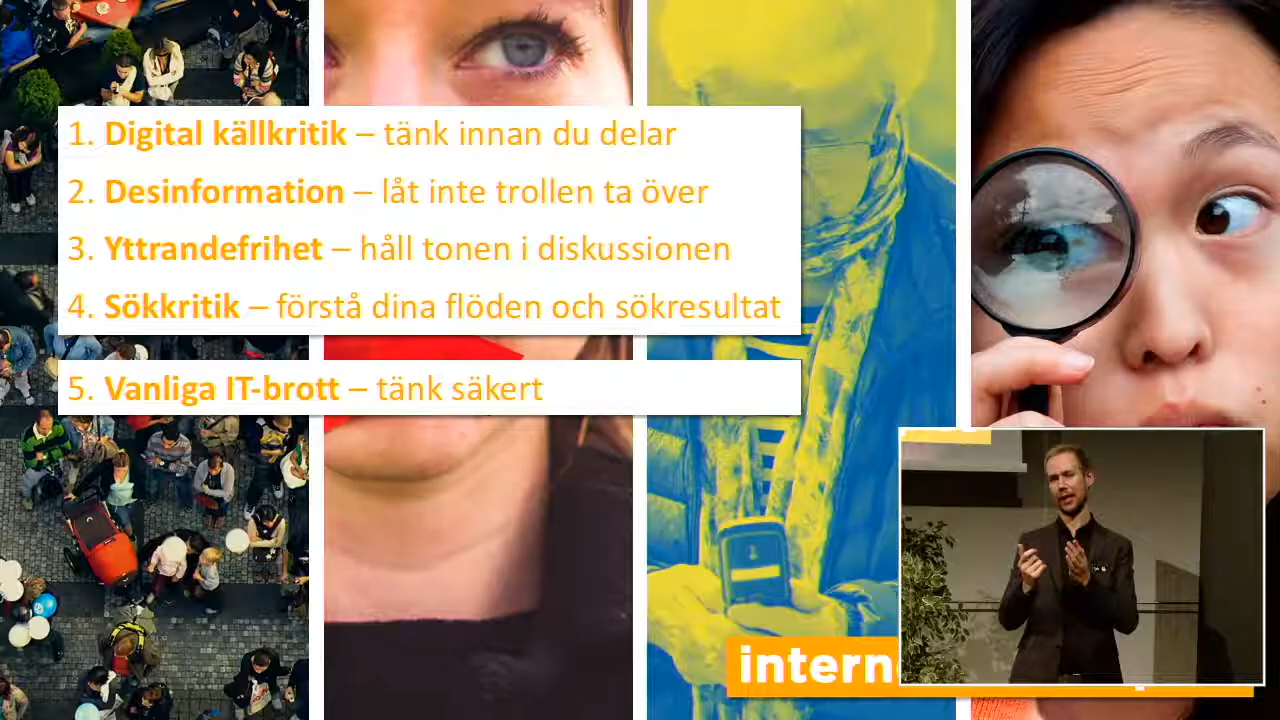 1. Digital källkritik – tänk innan du delar
2. Desinformation – låt inte trollen ta över
3. Yttrandefrihet – håll tonen i diskussionen
4. Sökkritik – förstå dina flöden och sökresultat
5. Vanliga IT-brott – tänk säkert